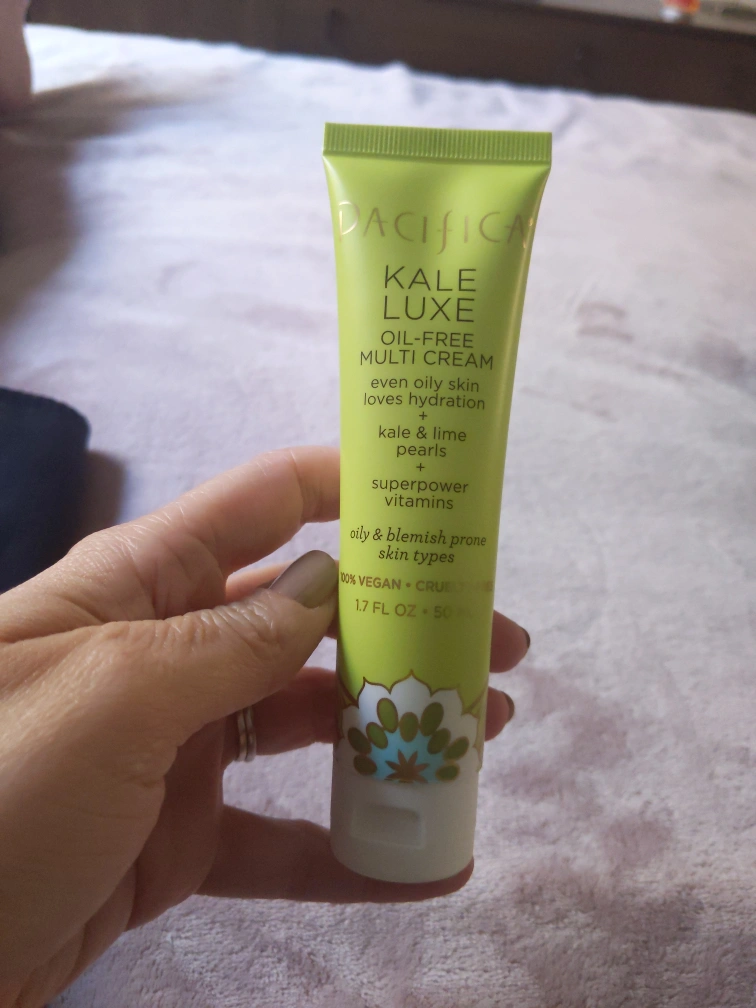 PACIFICA
KALE
LUXE
OIL-FREE
MULTI CREAM
even oily skin
loves hydration
+
kale & lime
pearls
+
superpower
vitamins
oily & blemish prone
skin types
100% VEGAN •
1.7 FL OZ • 50